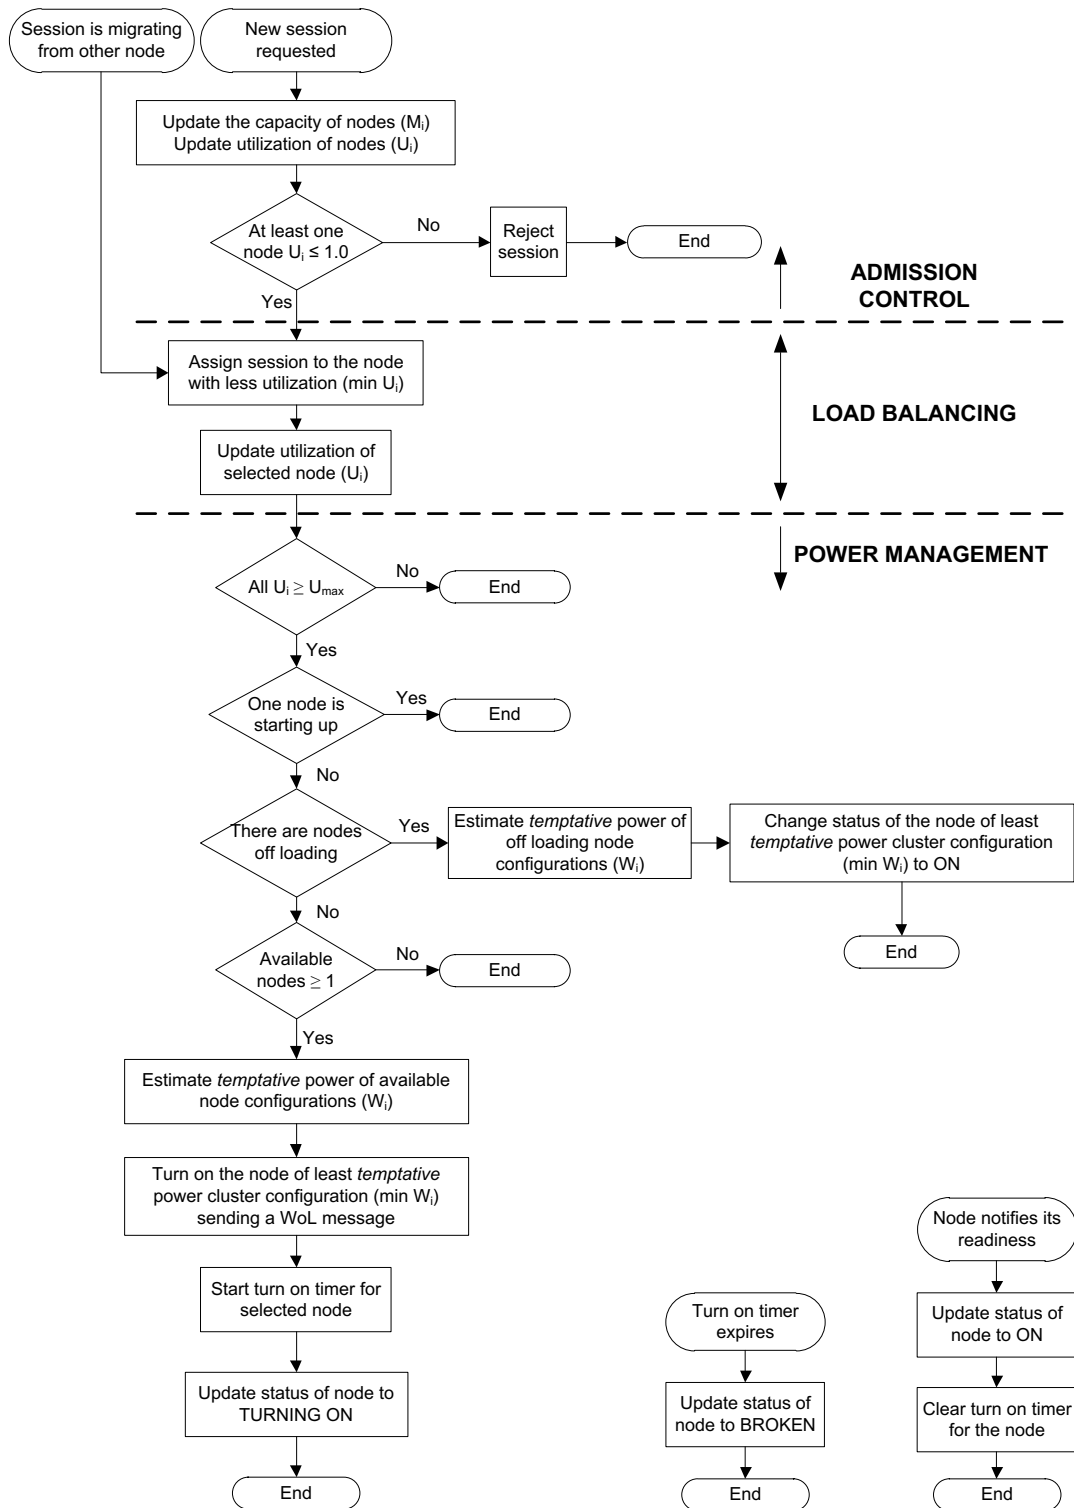 Session is migrating
from other node
New session
requested
Update the capacity of nodes (Mi)
Update utilization of nodes (Ui)
At least one
node Ui ≤ 1.0
No
Reject
session
End
Yes
ADMISSION
CONTROL
Assign session to the node
with less utilization (min Ui)
LOAD BALANCING
Update utilization of
selected node (Ui)
POWER MANAGEMENT
All Ui ≥ Umax
No
End
Yes
One node is
starting up
Yes
End
No
There are nodes
off loading
Yes
Estimate temptative power of
off loading node
configurations (Wi)
Change status of the node of least
temptative power cluster configuration
(min Wi) to ON
End
No
Available
nodes ≥ 1
No
End
Yes
Estimate temptative power of available
node configurations (Wi)
Turn on the node of least temptative
power cluster configuration (min Wi)
sending a WoL message
Start turn on timer for
selected node
Update status of node to
TURNING ON
End
Turn on timer
expires
Update status of
node to BROKEN
End
Node notifies its
readiness
Update status of
node to ON
Clear turn on timer
for the node
End